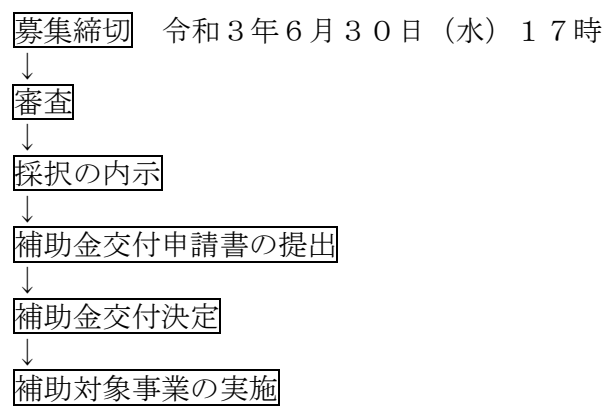 募集締切　令和３年６月３０日（水）１７時
↓
審査
↓
採択の内示
↓
補助金交付申請書の提出
↓
補助金交付決定
↓
補助対象事業の実施